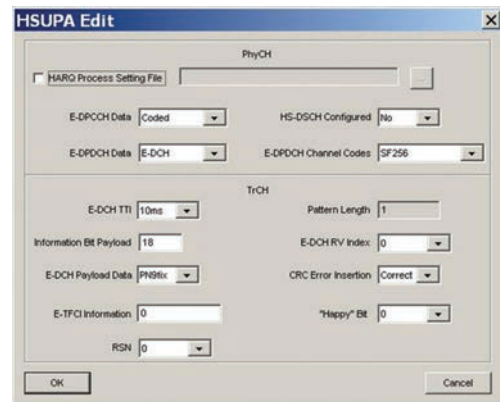 HSUPA Edit
PhyCH
HARQ Process Setting File ...
E-DPCCH Data Coded HS-DSCH Configured No
E-DPDCH Data E-DCH E-DPDCH Channel Codes SF256
TrCH
E-DCH TTI 10ms Pattern Length 1
Information Bit Payload 18 E-DCH RV Index 0
E-DCH Payload Data PN9fix CRC Error Insertion Correct
E-TFCI Information 0 "Happy" Bit 0
RSN 0
OK Cancel